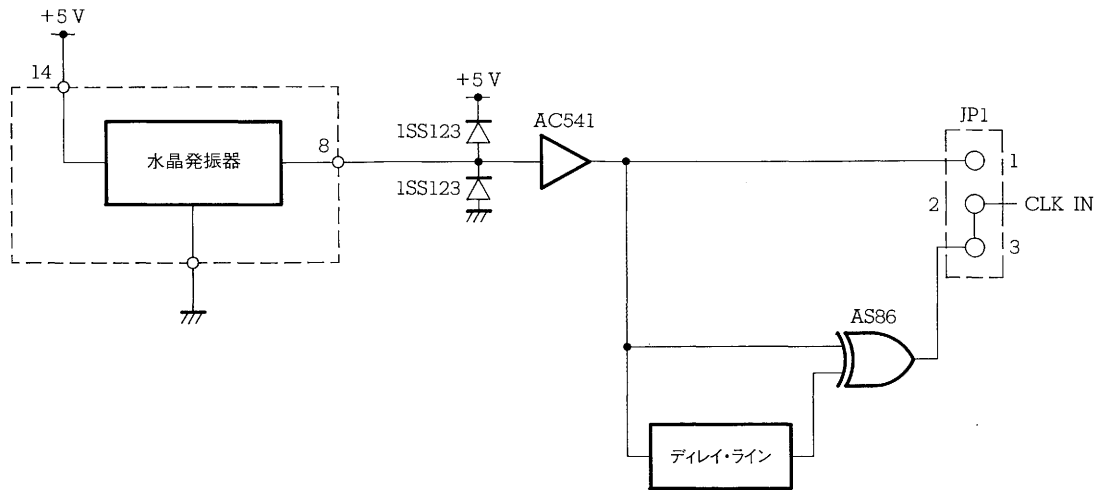 +5 V
14
水晶発振器
8
+5 V
1SS123
1SS123
AC541
JP1
1
2
CLK IN
3
AS86
ディレイ・ライン